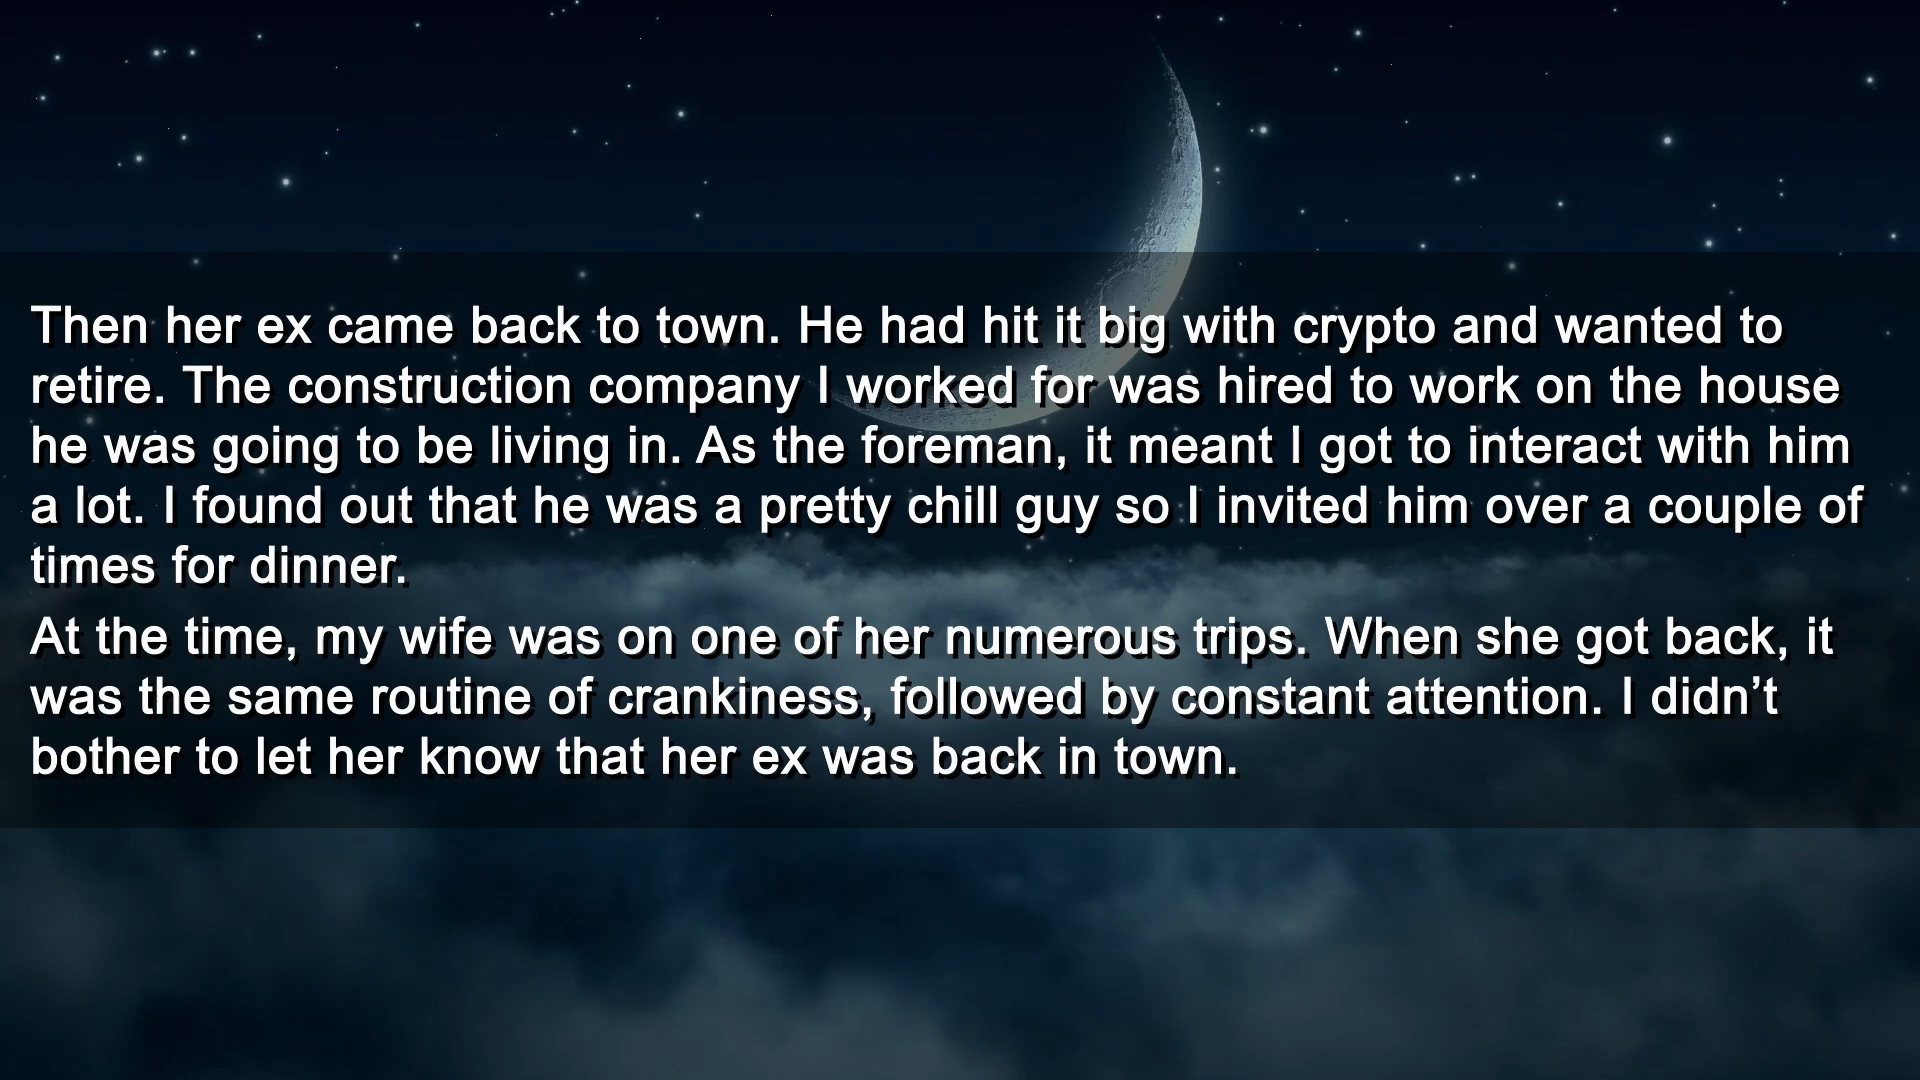 Then her ex came back to town. He had hit it big with crypto and wanted to
retire. The construction company I worked for was hired to work on the house
he was going to be living in. As the foreman, it meant I got to interact with him
a lot. I found out that he was a pretty chill guy so I invited him over a couple of
times for dinner.
At the time, my wife was on one of her numerous trips. When she got back, it
was the same routine of crankiness, followed by constant attention. I didn’t
bother to let her know that her ex was back in town.